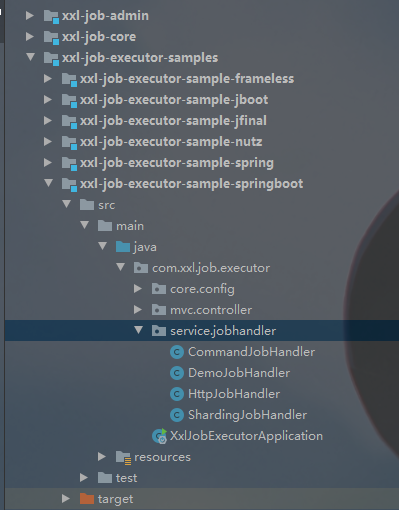 xxl-job-admin
xxl-job-core
xxl-job-executor-samples
xxl-job-executor-sample-frameless
xxl-job-executor-sample-jboot
xxl-job-executor-sample-jfinal
xxl-job-executor-sample-nutz
xxl-job-executor-sample-spring
xxl-job-executor-sample-springboot
src
main
java
com.xxl.job.executor
core.config
mvc.controller
service.jobhandler
CommandJobHandler
DemoJobHandler
HttpJobHandler
ShardingJobHandler
XxlJobExecutorApplication
resources
test
target